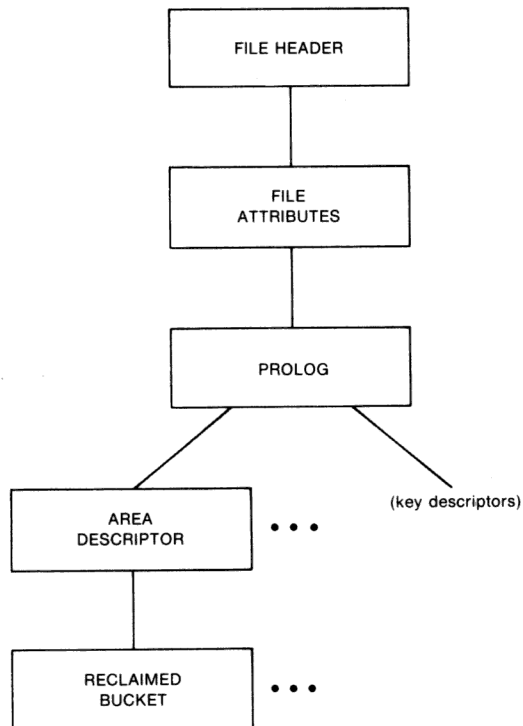 FILE HEADER
FILE
ATTRIBUTES
PROLOG
(key descriptors)
AREA
DESCRIPTOR
• • •
RECLAIMED
BUCKET
• • •